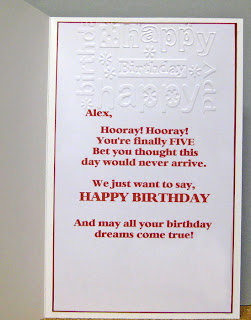 birthday
happy
Birthday
happy
Alex,
Hooray! Hooray!
You're finally FIVE
Bet you thought this
day would never arrive.
We just want to say,
HAPPY BIRTHDAY
And may all your birthday
dreams come true!